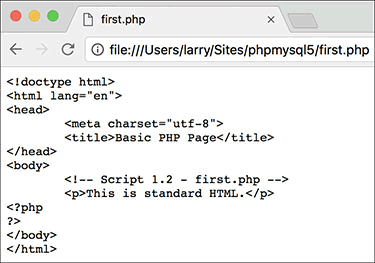 first.php
file:///Users/larry/Sites/phpmysql5/first.php
<!doctype html>
<html lang="en">
<head>
<meta charset="utf-8">
<title>Basic PHP Page</title>
</head>
<body>
<!-- Script 1.2 - first.php -->
<p>This is standard HTML.</p>
<?php
?>
</body>
</html>